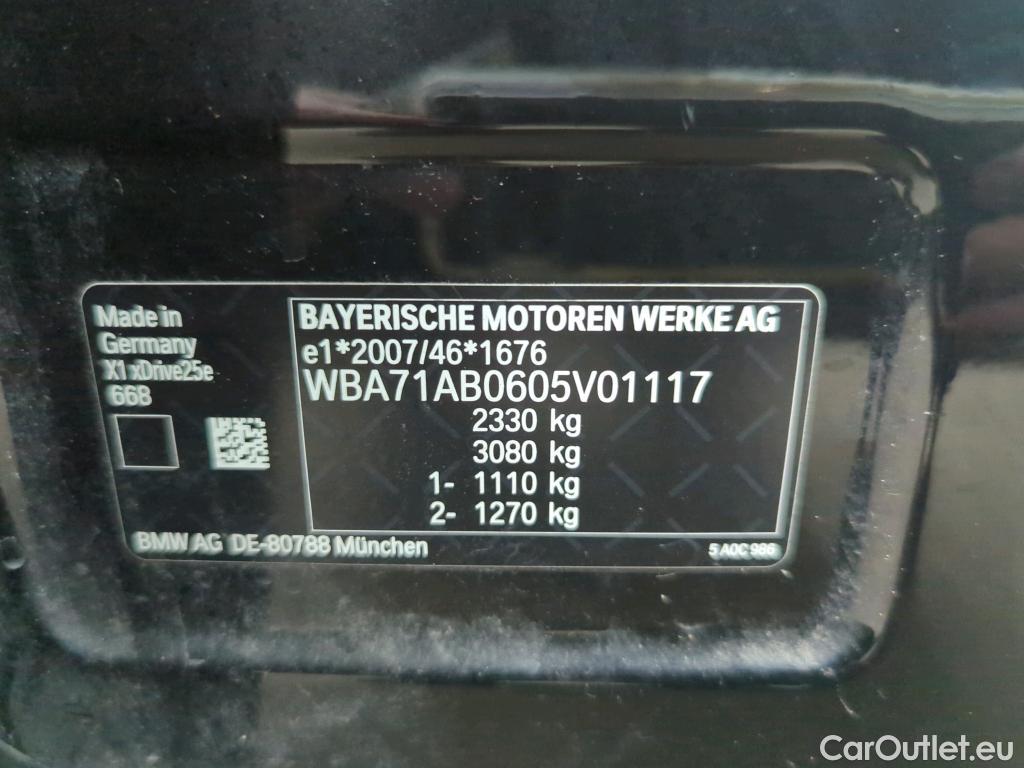 Made in
Germany
X1 xDrive25e
668
BAYERISCHE MOTOREN WERKE AG
e1*2007/46*1676
WBA71AB0605V01117
2330 kg
3080 kg
1- 1110 kg
2- 1270 kg
BMW AG DE-80788 München
5 A0C 986
CarOutlet.eu